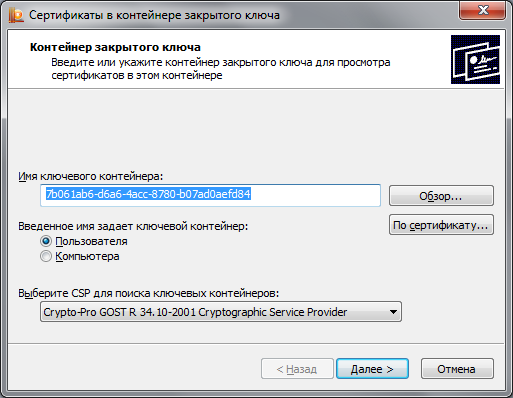 Сертификаты в контейнере закрытого ключа
Контейнер закрытого ключа
Введите или укажите контейнер закрытого ключа для просмотра
сертификатов в этом контейнере
Имя ключевого контейнера:
7b061ab6-d6a6-4acc-8780-b07ad0aefd84
Обзор...
По сертификату...
Введенное имя задает ключевой контейнер:
Пользователя
Компьютера
Выберите CSP для поиска ключевых контейнеров:
Crypto-Pro GOST R 34.10-2001 Cryptographic Service Provider
< Назад
Далее >
Отмена